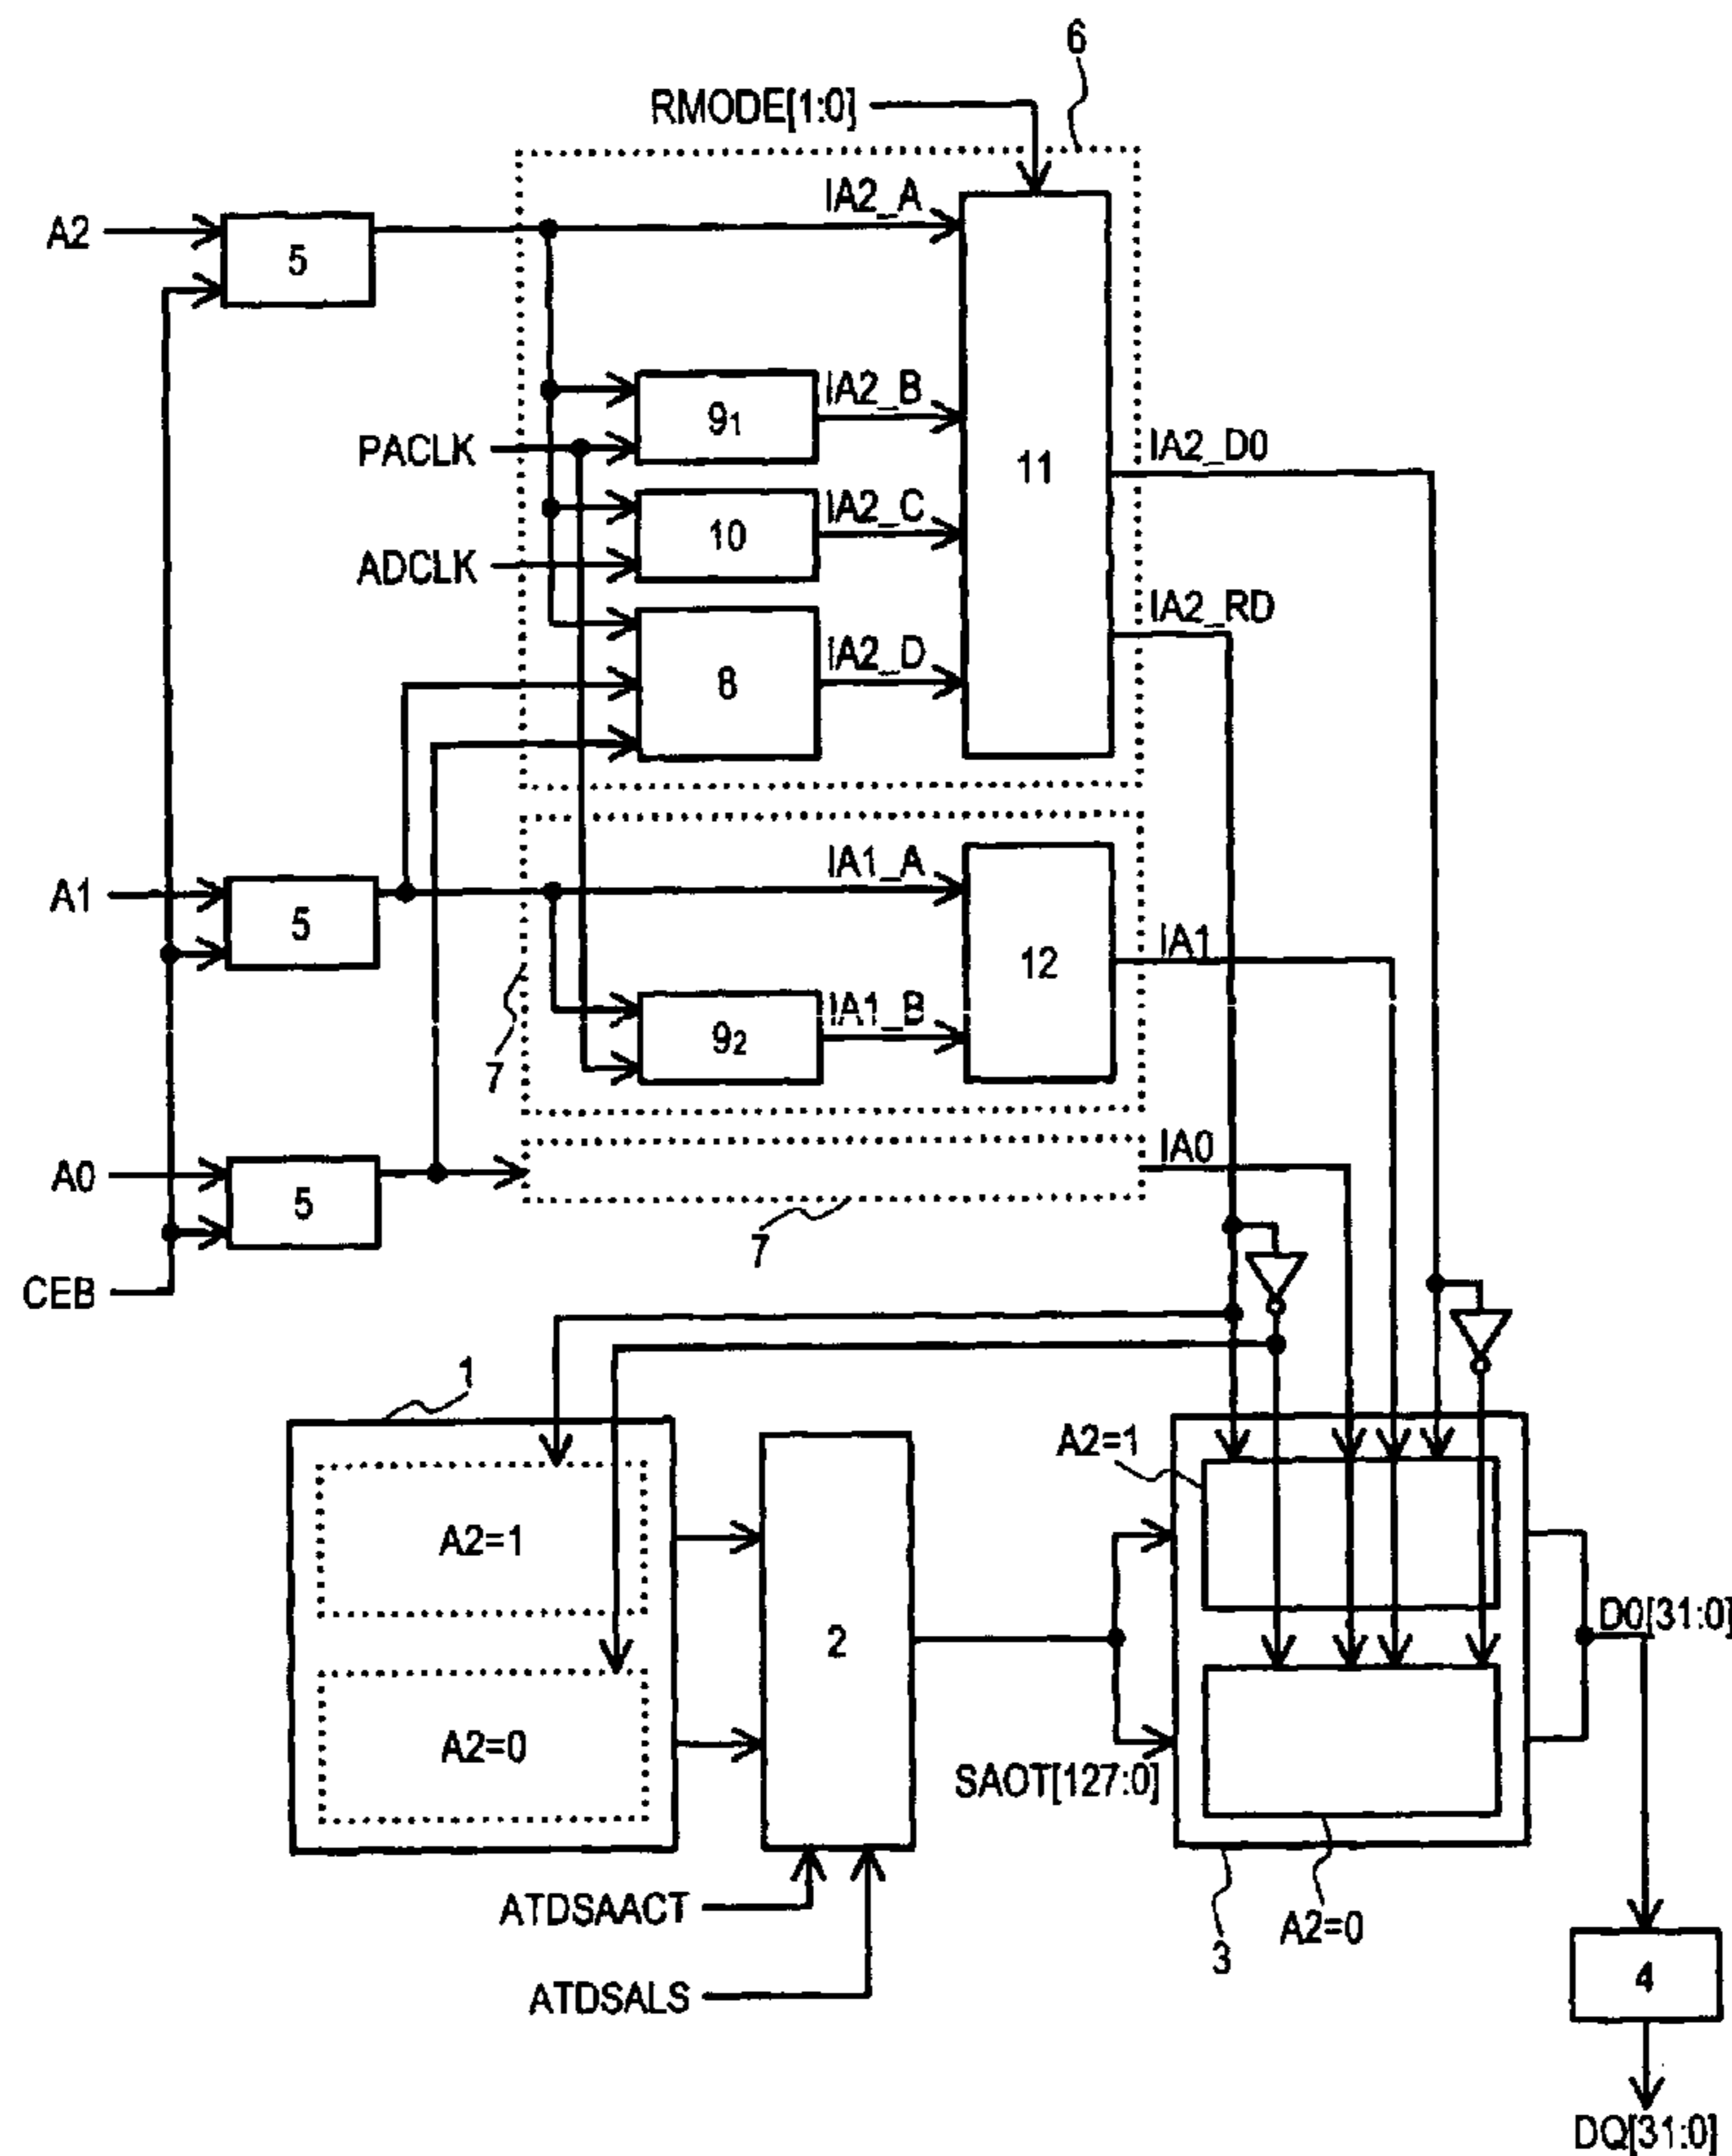 6
RMODE[1:0]
IA2_A
A2
5
IA2_B
9₁
PACLK
11
IA2_D0
IA2_C
10
ADCLK
IA2_RD
IA2_D
8
IA1_A
A1
5
IA1
12
IA1_B
9₂
7
A0
5
IA0
7
CEB
1
A2=1
A2=1
2
D0[31:0]
A2=0
SAOT[127:0]
ATDSAACT
A2=0
3
4
ATDSALS
DQ[31:0]